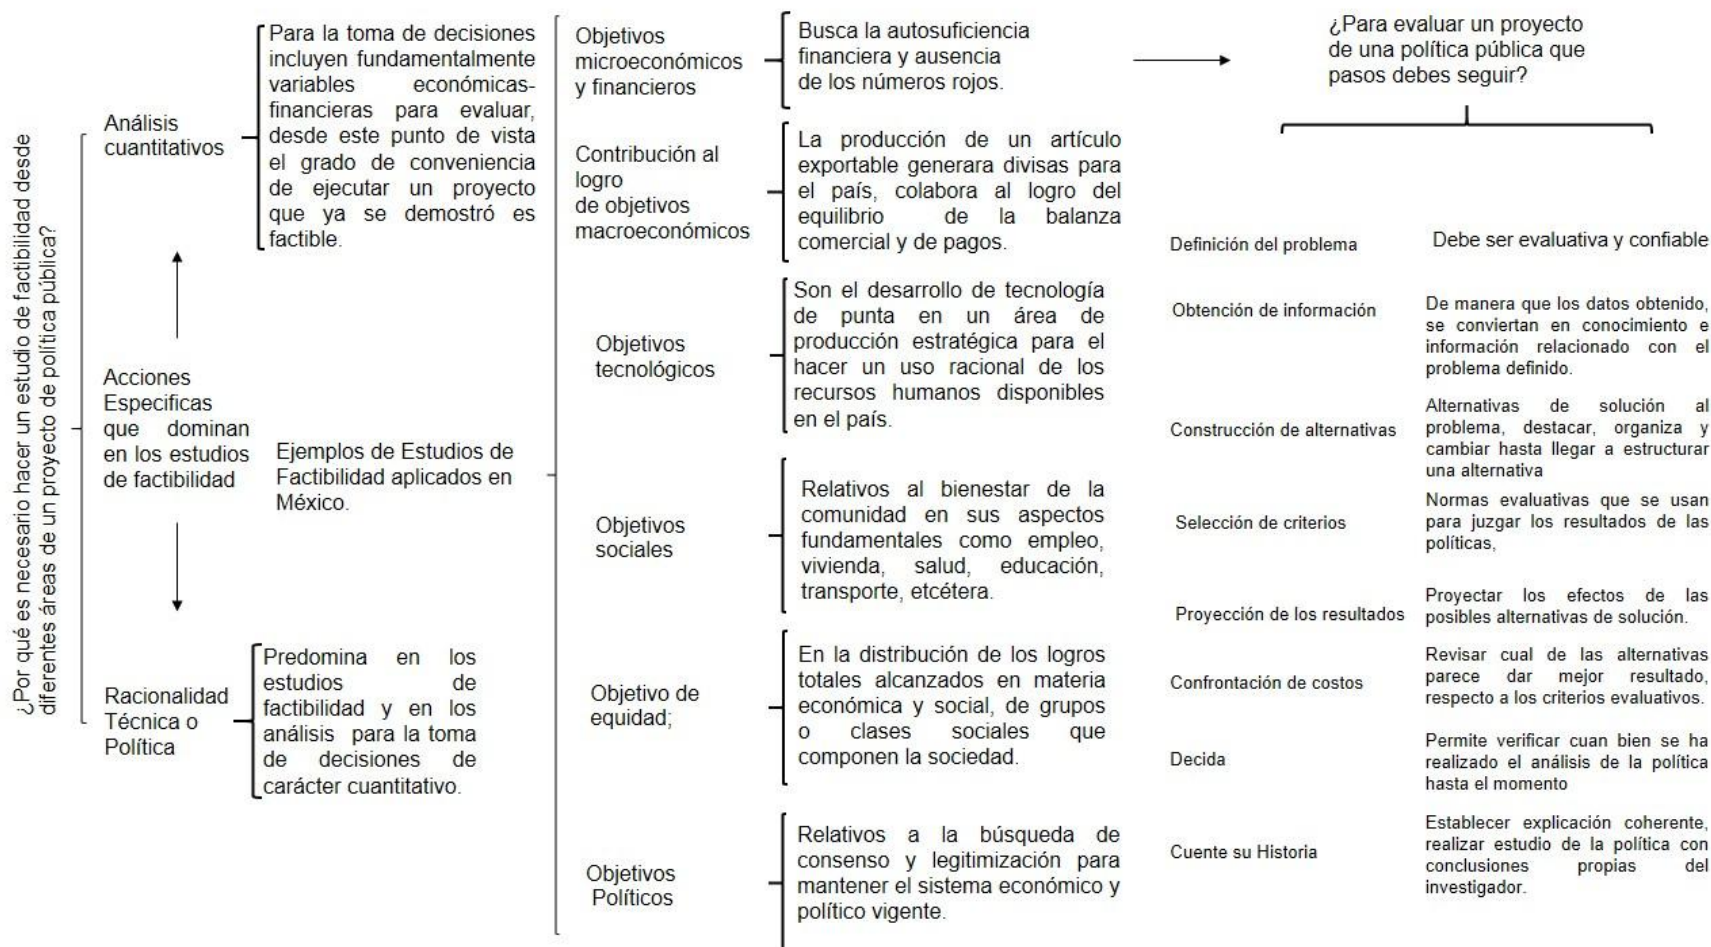 ¿Por qué es necesario hacer un estudio de factibilidad desde
diferentes áreas de un proyecto de política pública?
Análisis
cuantitativos
Para la toma de decisiones
incluyen fundamentalmente
variables económicas-
financieras para evaluar,
desde este punto de vista
el grado de conveniencia
de ejecutar un proyecto
que ya se demostró es
factible.
Acciones
Especificas
que dominan
en los estudios
de factibilidad
Racionalidad
Técnica o
Política
Predomina en los
estudios de
factibilidad y en los
análisis para la toma
de decisiones de
carácter cuantitativo.
Ejemplos de Estudios de
Factibilidad aplicados en
México.
Objetivos
microeconómicos
y financieros
Busca la autosuficiencia
financiera y ausencia
de los números rojos.
Contribución al
logro
de objetivos
macroeconómicos
La producción de un artículo
exportable generara divisas para
el país, colabora al logro del
equilibrio de la balanza
comercial y de pagos.
Objetivos
tecnológicos
Son el desarrollo de tecnología
de punta en un área de
producción estratégica para el
hacer un uso racional de los
recursos humanos disponibles
en el país.
Objetivos
sociales
Relativos al bienestar de la
comunidad en sus aspectos
fundamentales como empleo,
vivienda, salud, educación,
transporte, etcétera.
Objetivo de
equidad;
En la distribución de los logros
totales alcanzados en materia
económica y social, de grupos
o clases sociales que
componen la sociedad.
Objetivos
Políticos
Relativos a la búsqueda de
consenso y legitimización para
mantener el sistema económico y
político vigente.
¿Para evaluar un proyecto
de una política pública que
pasos debes seguir?
Definición del problema
Debe ser evaluativa y confiable
Obtención de información
De manera que los datos obtenido,
se conviertan en conocimiento e
información relacionado con el
problema definido.
Construcción de alternativas
Alternativas de solución al
problema, destacar, organiza y
cambiar hasta llegar a estructurar
una alternativa
Selección de criterios
Normas evaluativas que se usan
para juzgar los resultados de las
políticas,
Proyección de los resultados
Proyectar los efectos de las
posibles alternativas de solución.
Confrontación de costos
Revisar cual de las alternativas
parece dar mejor resultado,
respecto a los criterios evaluativos.
Decida
Permite verificar cuan bien se ha
realizado el análisis de la política
hasta el momento
Cuente su Historia
Establecer explicación coherente,
realizar estudio de la política con
conclusiones propias del
investigador.